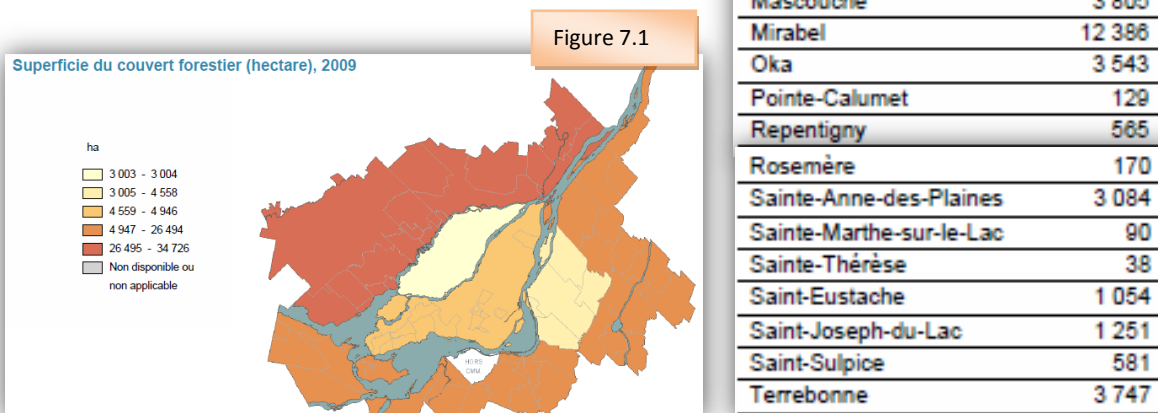 Figure 7.1
Superficie du couvert forestier (hectare), 2009
ha
3 003 - 3 004
3 005 - 4 558
4 559 - 4 946
4 947 - 26 494
26 495 - 34 726
Non disponible ou
non applicable
HORS
CMM
Mascouche 3 805
Mirabel 12 386
Oka 3 543
Pointe-Calumet 129
Repentigny 565
Rosemère 170
Sainte-Anne-des-Plaines 3 084
Sainte-Marthe-sur-le-Lac 90
Sainte-Thérèse 38
Saint-Eustache 1 054
Saint-Joseph-du-Lac 1 251
Saint-Sulpice 581
Terrebonne 3 747